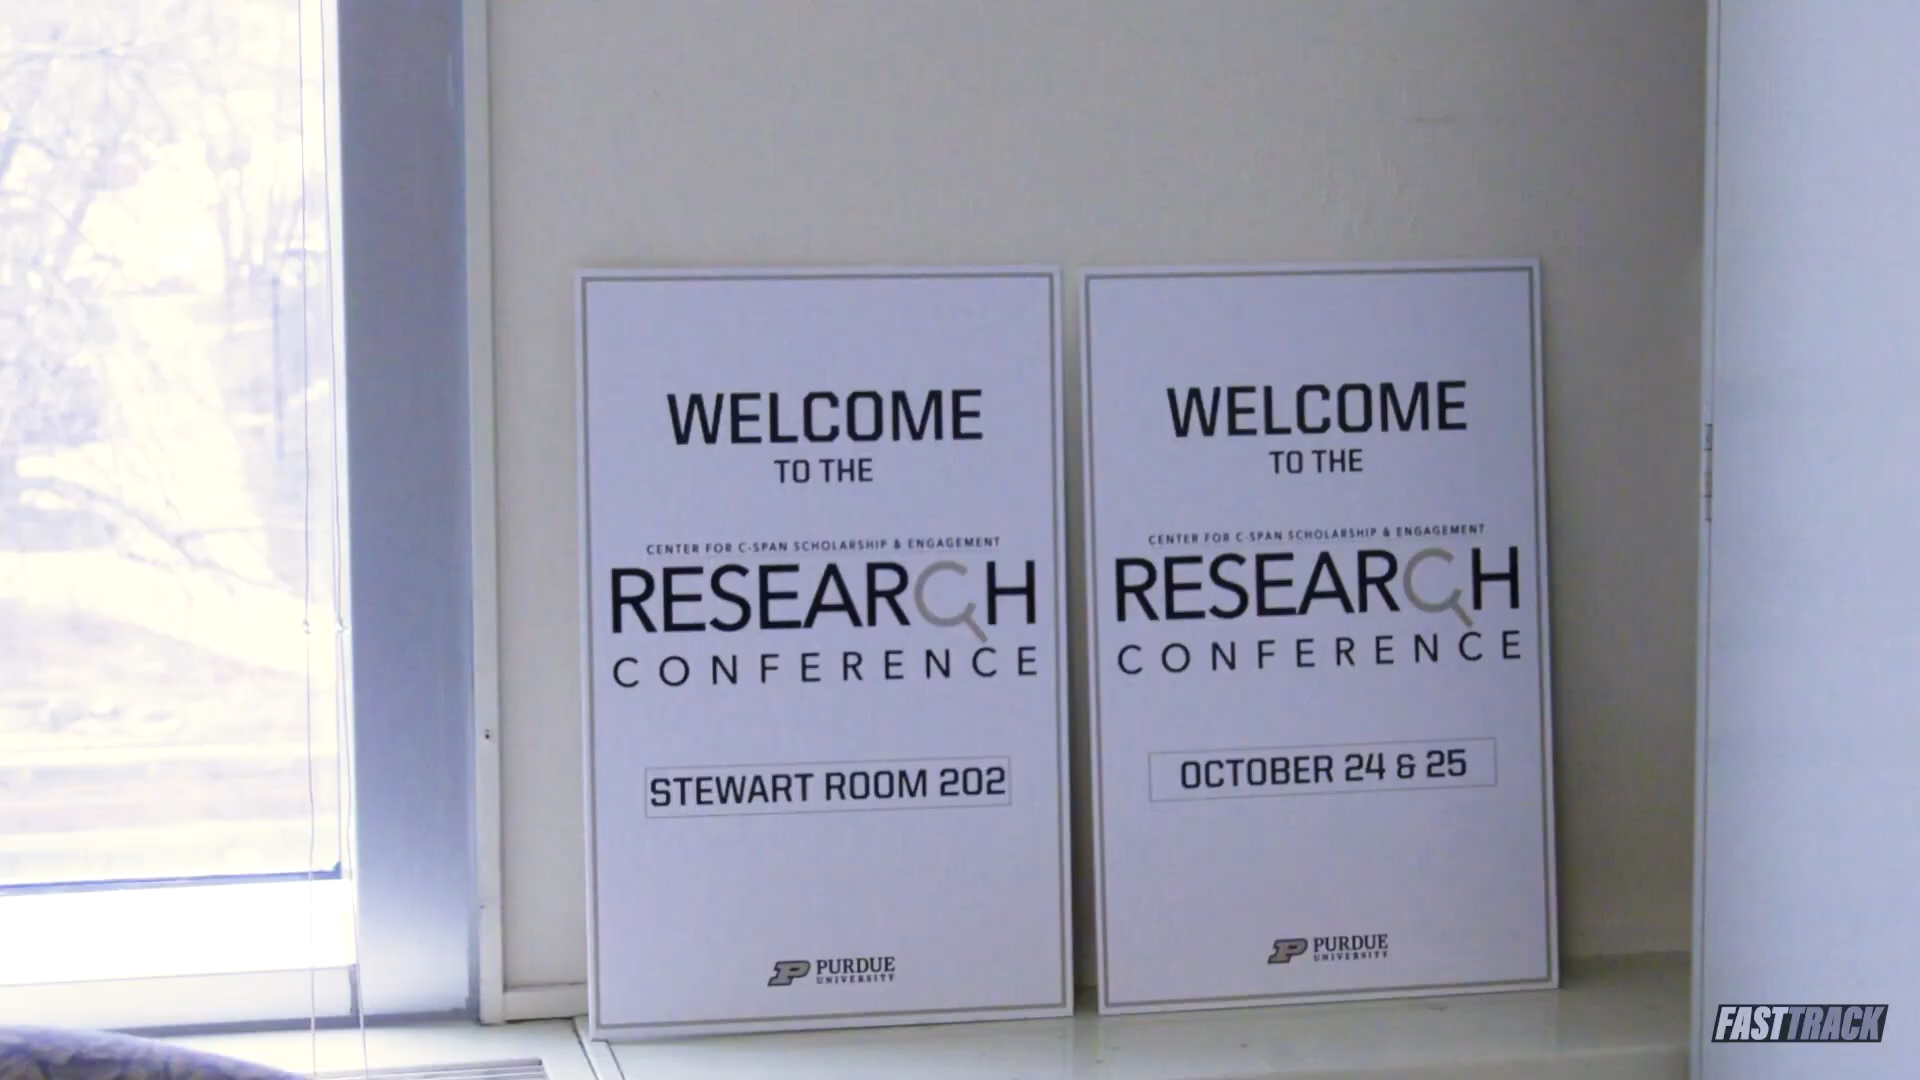 WELCOME
TO THE
CENTER FOR C-SPAN SCHOLARSHIP & ENGAGEMENT
RESEARCH
CONFERENCE
STEWART ROOM 202
PURDUE
UNIVERSITY
WELCOME
TO THE
CENTER FOR C-SPAN SCHOLARSHIP & ENGAGEMENT
RESEARCH
CONFERENCE
OCTOBER 24 & 25
PURDUE
UNIVERSITY
FASTTRACK